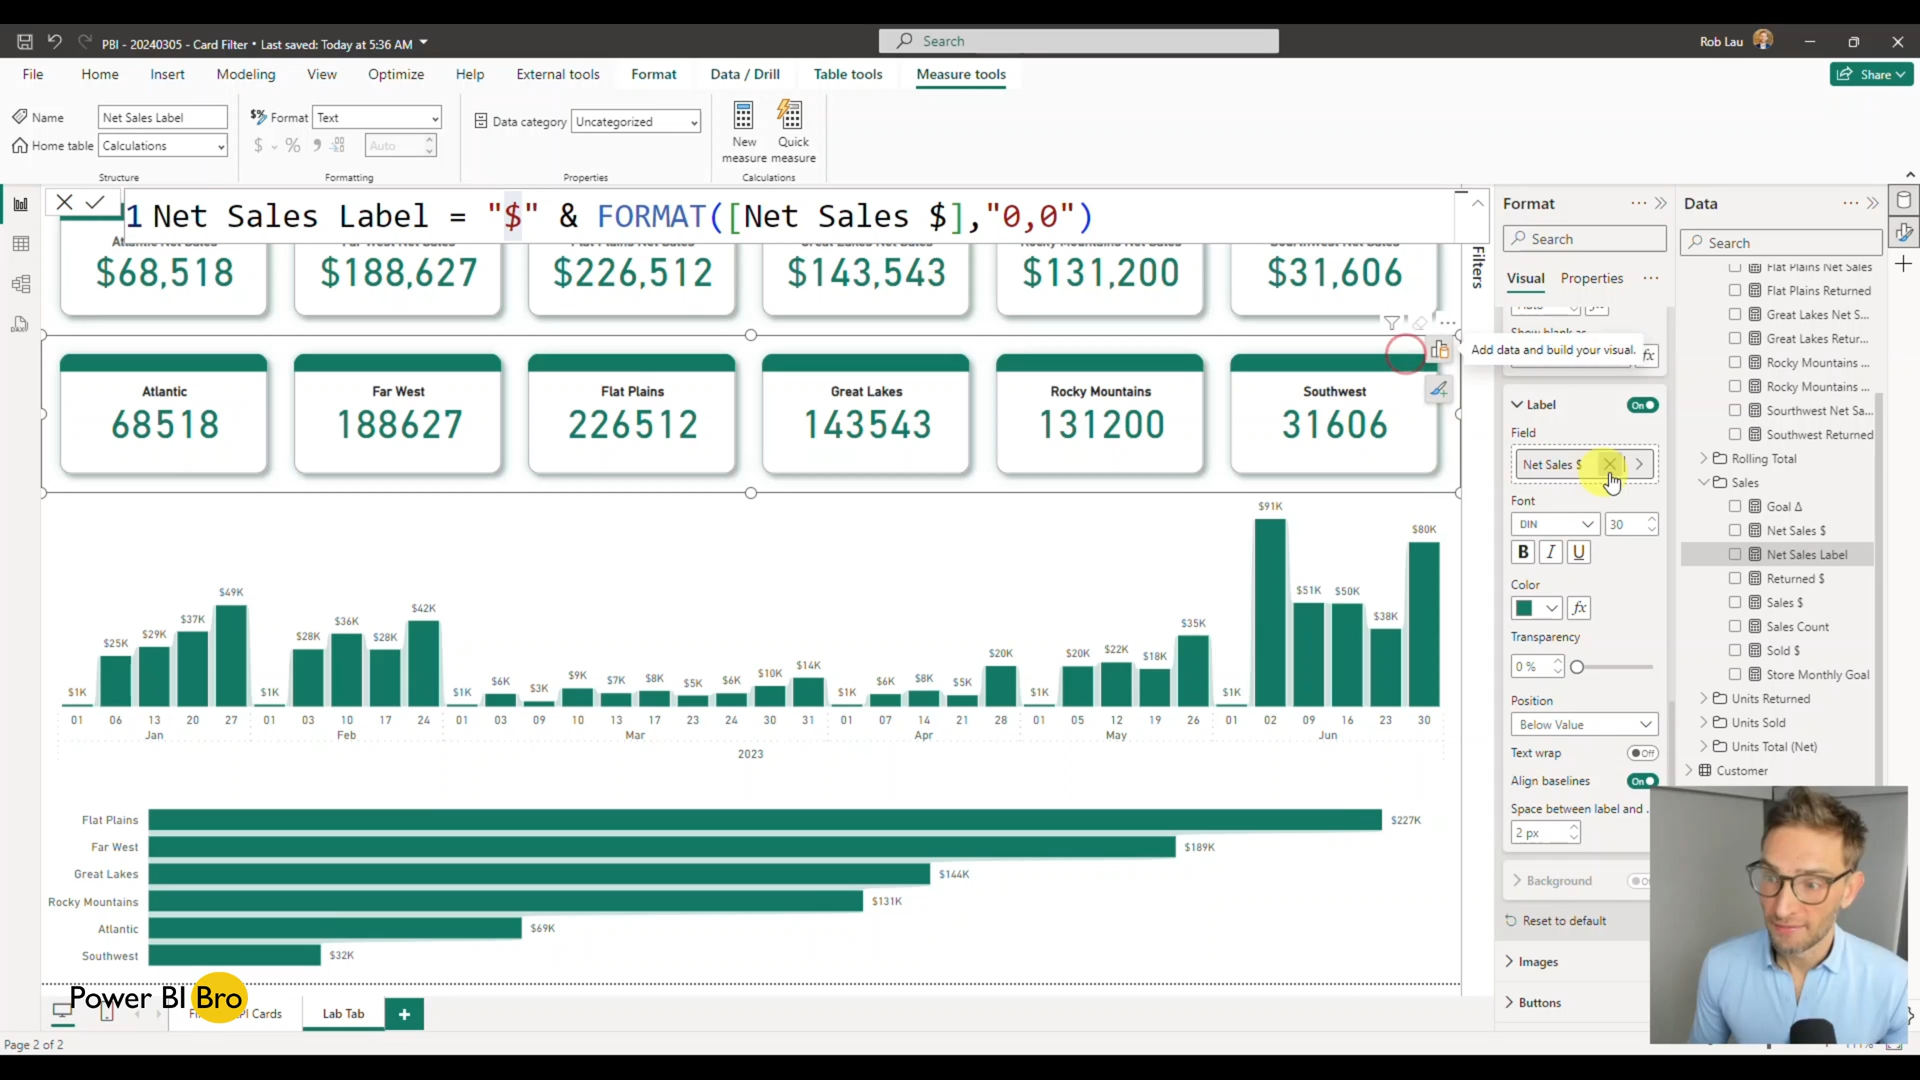 PBI - 20240305 - Card Filter • Last saved: Today at 5:36 AM
Search
Rob Lau
File Home Insert Modeling View Optimize Help External tools Format Data / Drill Table tools Measure tools
Share
Name Net Sales Label
Home table Calculations
Structure
$% Format Text
$ % 9 Auto
Formatting
Data category Uncategorized
Properties
New measure
Quick measure
Calculations
1 Net Sales Label = "$" & FORMAT([Net Sales $],"0,0")
$68,518 $188,627 $226,512 $143,543 $131,200 $31,606
Atlantic Far West Flat Plains Great Lakes Rocky Mountains Southwest
68518 188627 226512 143543 131200 31606
$1K $25K $29K $37K $49K $1K $28K $36K $28K $42K $1K $6K $3K $9K $7K $8K $5K $6K $10K $14K $1K $6K $8K $5K $20K $1K $20K $22K $18K $35K $1K $91K $51K $50K $38K $80K
01 06 13 20 27 01 03 10 17 24 01 03 09 10 13 17 23 24 30 31 01 07 14 21 28 01 05 12 19 26 01 02 09 16 23 30
Jan Feb Mar Apr May Jun
2023
Flat Plains $227K
Far West $189K
Great Lakes $144K
Rocky Mountains $131K
Atlantic $69K
Southwest $32K
Power BI Bro
PI Cards
Lab Tab
Page 2 of 2
Filters
Format
Search
Visual Properties
Add data and build your visual.
fx
Label On
Field
Net Sales $
Font
DIN 30
B I U
Color
fx
Transparency
0 %
Position
Below Value
Text wrap Off
Align baselines On
Space between label and ...
2 px
Background
Reset to default
Images
Buttons
Data
Search
Flat Plains Net Sales
Flat Plains Returned
Great Lakes Net S...
Great Lakes Retur...
Rocky Mountains ...
Rocky Mountains ...
Sourthwest Net Sa...
Southwest Returned
Rolling Total
Sales
Goal Δ
Net Sales $
Net Sales Label
Returned $
Sales $
Sales Count
Sold $
Store Monthly Goal
Units Returned
Units Sold
Units Total (Net)
Customer